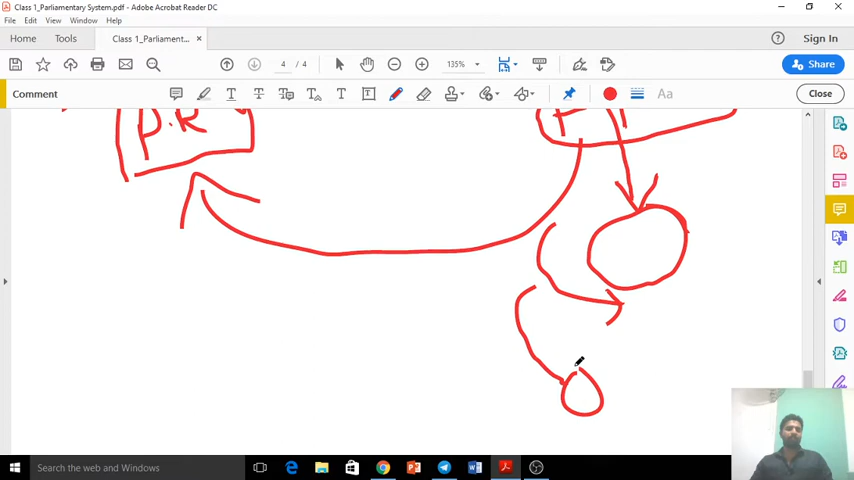 Class 1_Parliamentary System.pdf - Adobe Acrobat Reader DC
File Edit View Window Help
Home Tools Class 1_Parliament... × Sign In
4 / 4 135% Share
Comment T T T Aa Close
P.R
Search the web and Windows